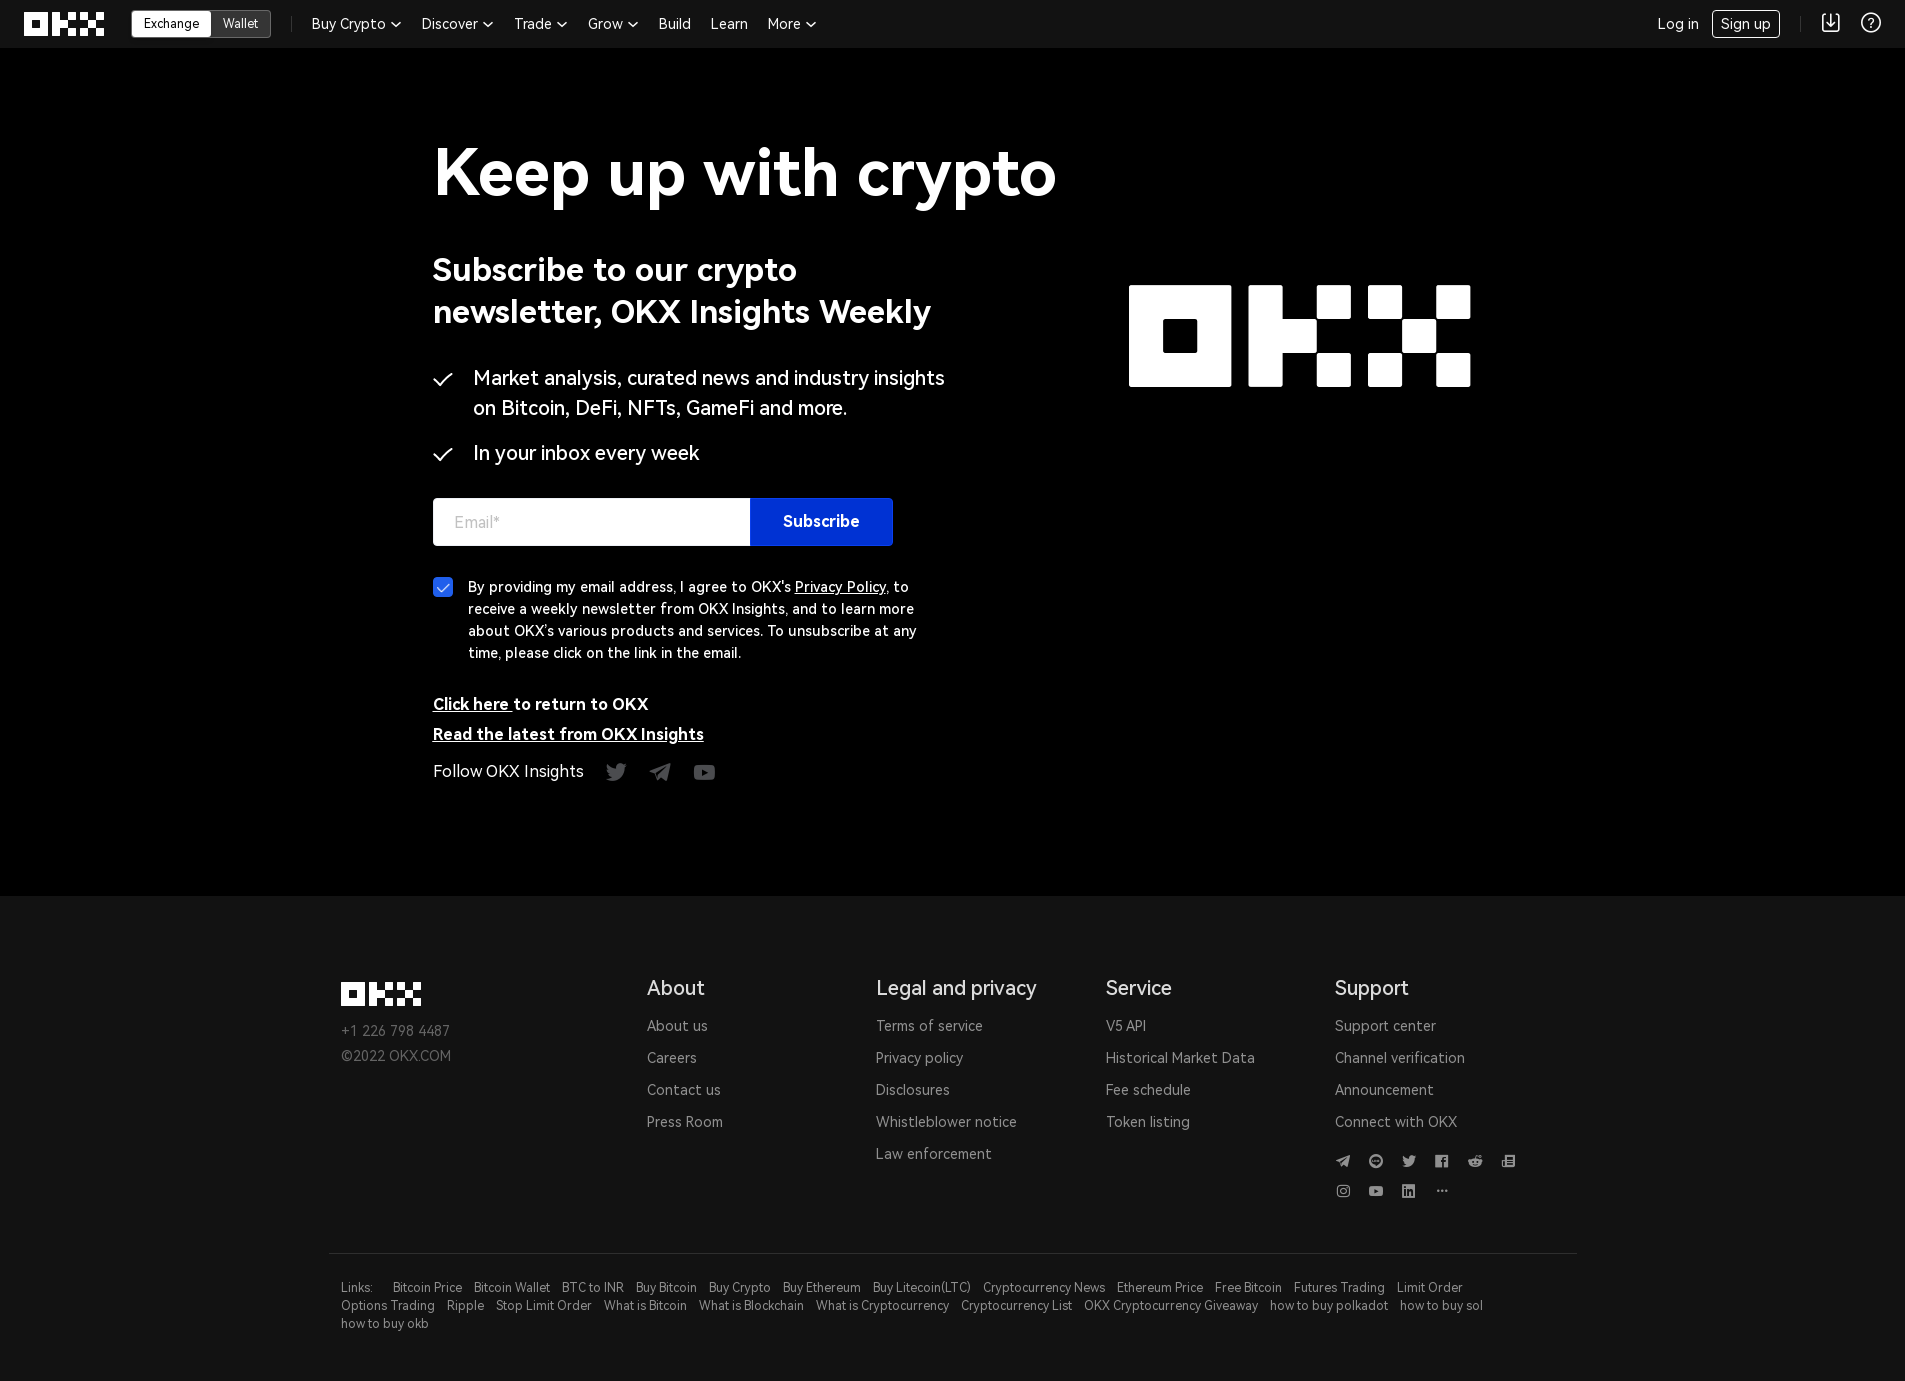 OKX Exchange Wallet Buy Crypto Discover Trade Grow Build Learn More Log in Sign up
Keep up with crypto
Subscribe to our crypto
newsletter, OKX Insights Weekly
OKX
Market analysis, curated news and industry insights
on Bitcoin, DeFi, NFTs, GameFi and more.
In your inbox every week
Email* Subscribe
By providing my email address, I agree to OKX's Privacy Policy, to
receive a weekly newsletter from OKX Insights, and to learn more
about OKX's various products and services. To unsubscribe at any
time, please click on the link in the email.
Click here to return to OKX
Read the latest from OKX Insights
Follow OKX Insights
OKX
+1 226 798 4487
©2022 OKX.COM
About
About us
Careers
Contact us
Press Room
Legal and privacy
Terms of service
Privacy policy
Disclosures
Whistleblower notice
Law enforcement
Service
V5 API
Historical Market Data
Fee schedule
Token listing
Support
Support center
Channel verification
Announcement
Connect with OKX
Links: Bitcoin Price Bitcoin Wallet BTC to INR Buy Bitcoin Buy Crypto Buy Ethereum Buy Litecoin(LTC) Cryptocurrency News Ethereum Price Free Bitcoin Futures Trading Limit Order
Options Trading Ripple Stop Limit Order What is Bitcoin What is Blockchain What is Cryptocurrency Cryptocurrency List OKX Cryptocurrency Giveaway how to buy polkadot how to buy sol
how to buy okb